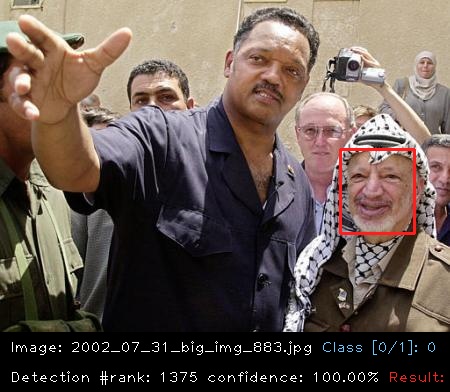 Image: 2002_07_31_big_img_883.jpg Class [0/1]: 0
Detection #rank: 1375 confidence: 100.00% Result: